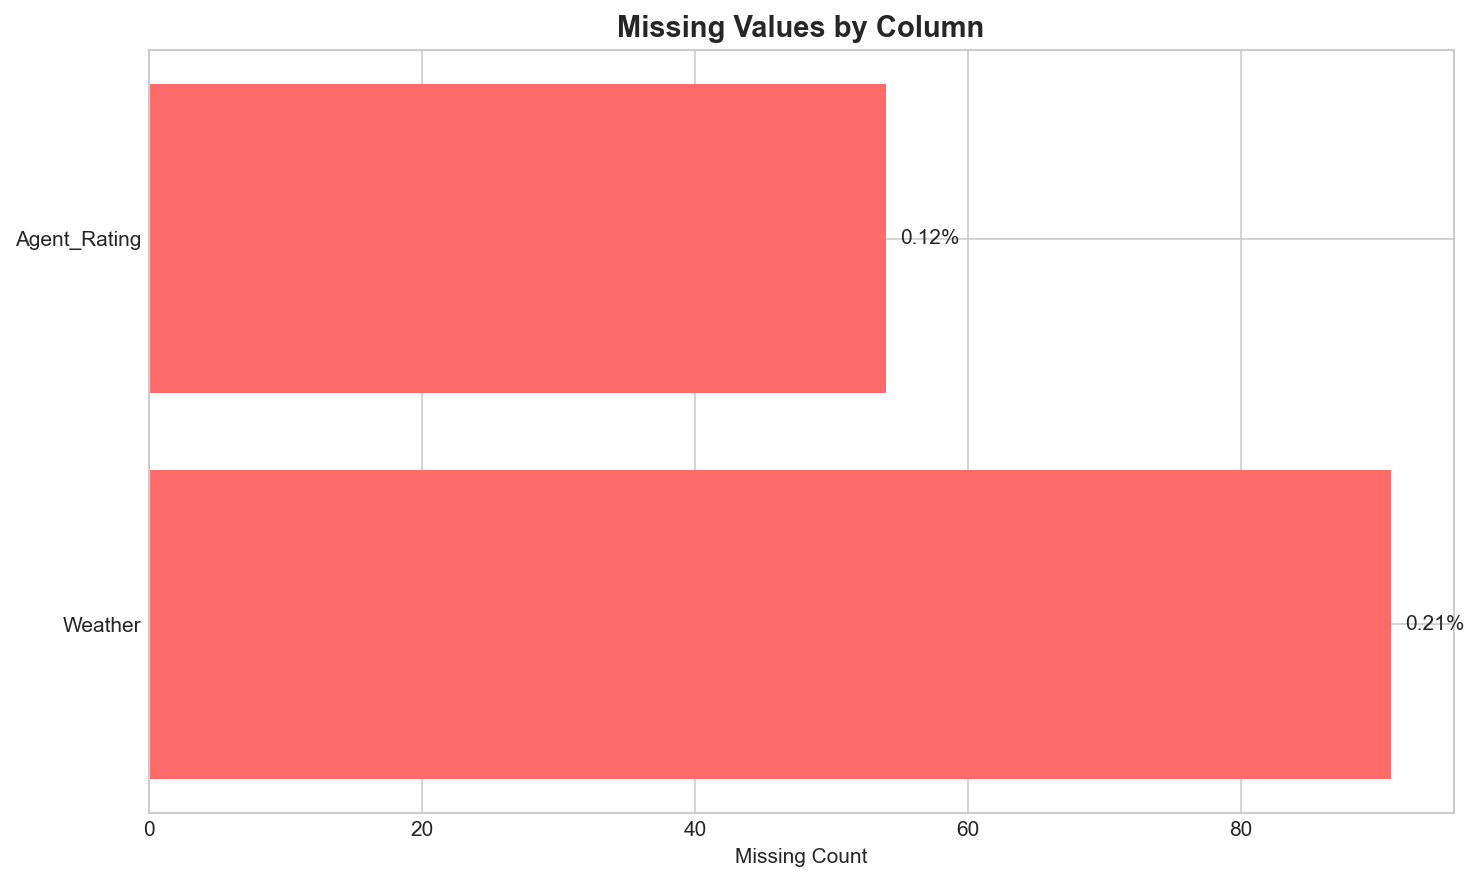 Missing Values by Column
Agent_Rating
0.12%
Weather
0.21%
0 20 40 60 80
Missing Count